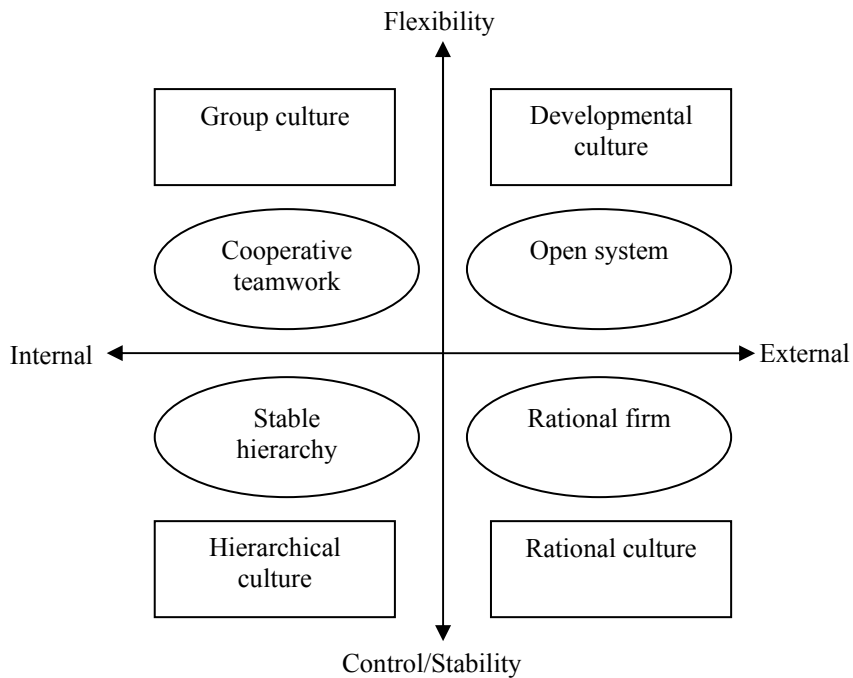 Flexibility
Group culture
Developmental
culture
Cooperative
teamwork
Open system
Internal
External
Stable
hierarchy
Rational firm
Hierarchical
culture
Rational culture
Control/Stability